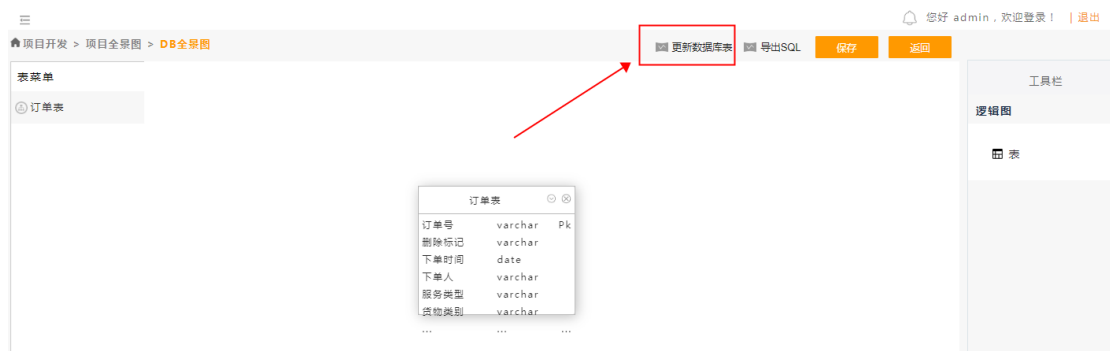 您好 admin，欢迎登录！ | 退出
项目开发 > 项目全景图 > DB全景图
更新数据库表 导出SQL 保存 返回
表菜单
订单表
工具栏
逻辑图
表
订单表
订单号 varchar Pk
删除标记 varchar
下单时间 date
下单人 varchar
服务类型 varchar
货物类别 varchar
... ... ...